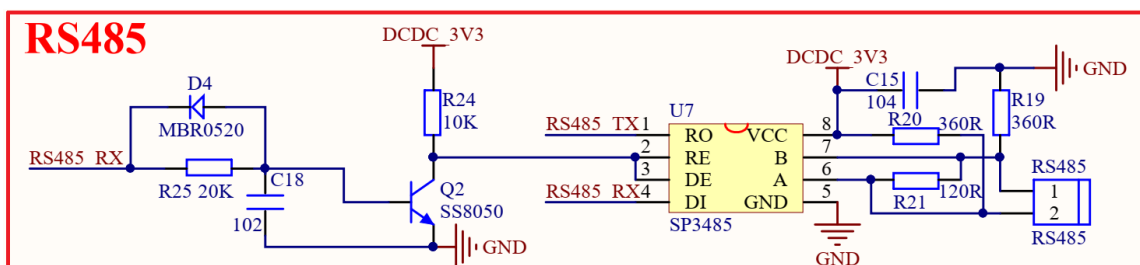 RS485
DCDC_3V3
DCDC_3V3
D4
MBR0520
R24
10K
C15
104
GND
R19
360R
U7
R20
360R
RS485_TX
1
RO
VCC
8
2
RE
B
7
3
DE
A
6
RS485_RX
4
DI
GND
5
SP3485
RS485_RX
R25 20K
C18
102
Q2
SS8050
GND
R21
120R
GND
RS485
1
2
RS485